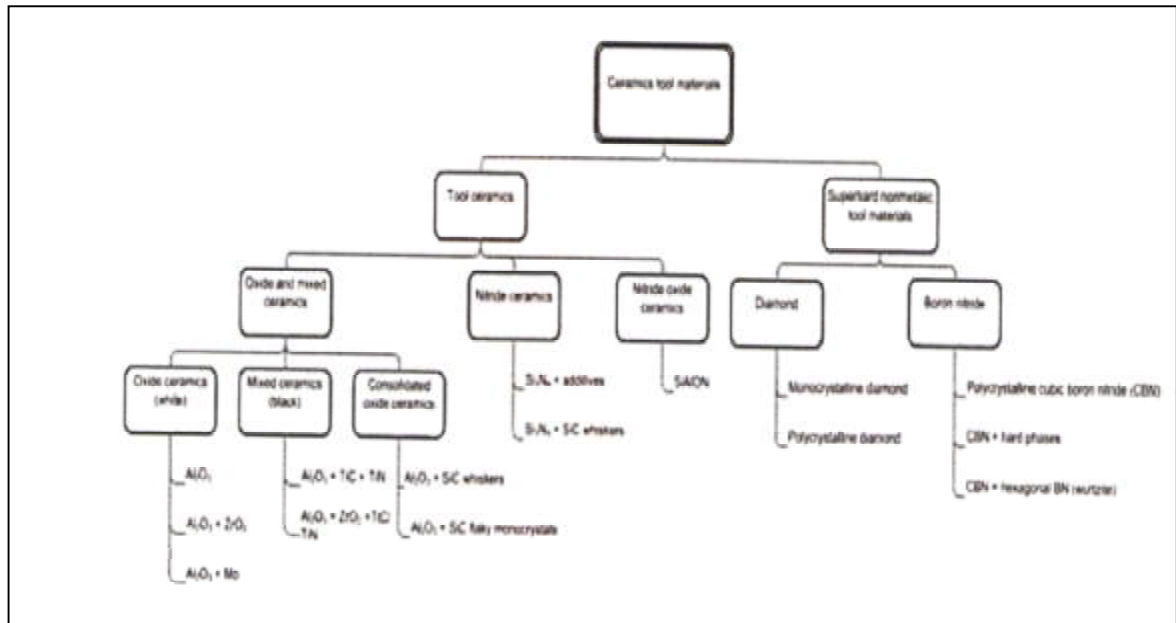 Ceramics tool materials
Tool ceramics
Superhard nonmetallic
tool materials
Oxide and mixed
ceramics
Nitride ceramics
Nitride oxide
ceramics
Diamond
Boron nitride
Oxide ceramics
(white)
Mixed ceramics
(black)
Consolidated
oxide ceramics
Si₃N₄ + additives
Si₃N₄ + SiC whiskers
SiAlON
Monocrystalline diamond
Polycrystalline diamond
Polycrystalline cubic boron nitride (CBN)
CBN + hard phases
CBN + hexagonal BN (wurtzite)
Al₂O₃
Al₂O₃ + ZrO₂
Al₂O₃ + Mo
Al₂O₃ + TiC + TiN
Al₂O₃ + ZrO₂ + TiC/
TiN
Al₂O₃ + SiC whiskers
Al₂O₃ + SiC flaky monocrystals